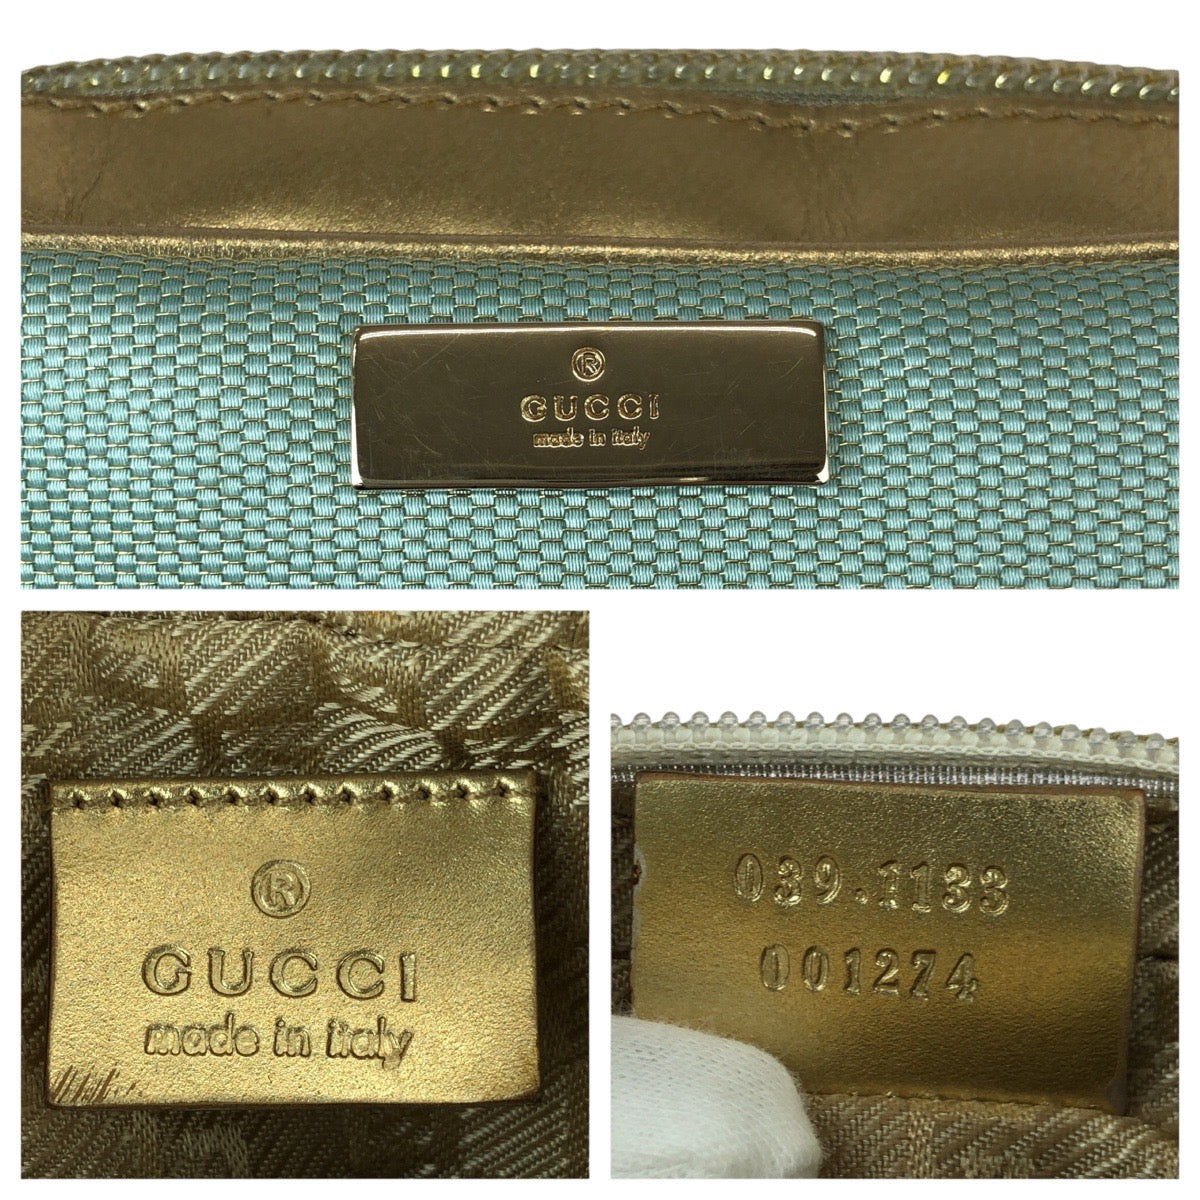 ®
GUCCI
made in italy
®
GUCCI
made in italy
039.1133
001274